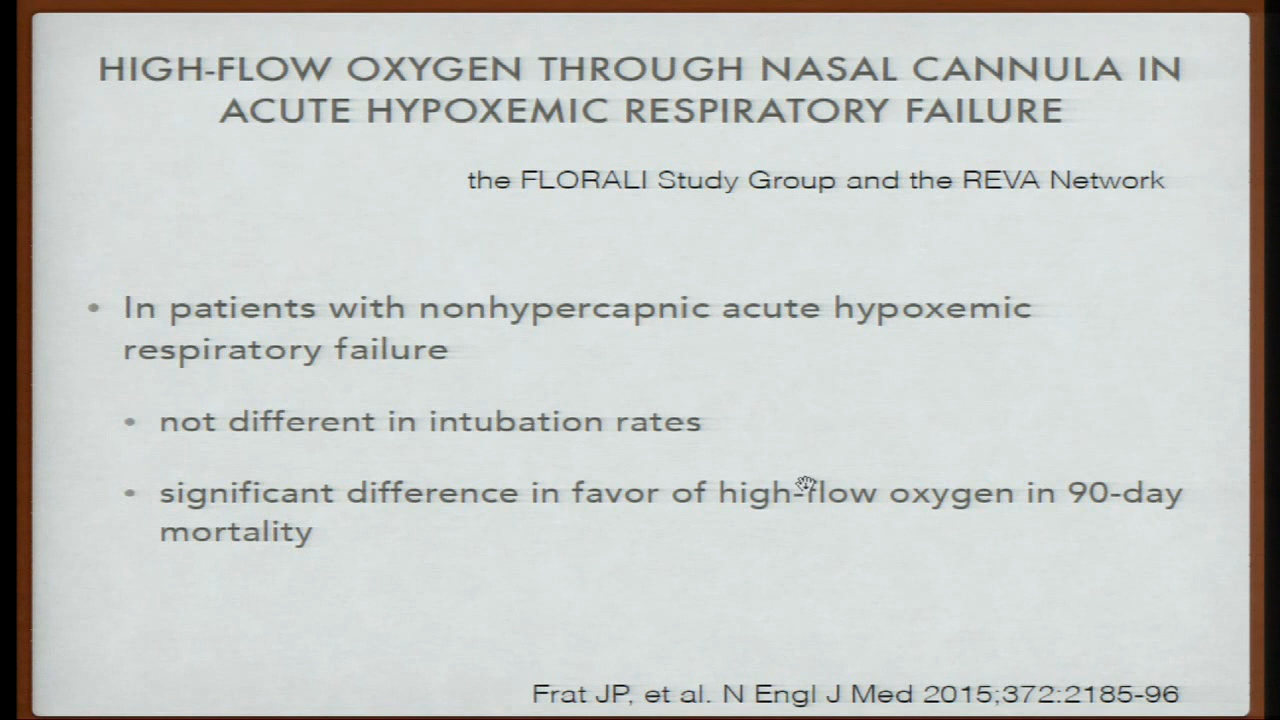 HIGH-FLOW OXYGEN THROUGH NASAL CANNULA IN
ACUTE HYPOXEMIC RESPIRATORY FAILURE
the FLORALI Study Group and the REVA Network
• In patients with nonhypercapnic acute hypoxemic
respiratory failure
• not different in intubation rates
• significant difference in favor of high-flow oxygen in 90-day
mortality
Frat JP, et al. N Engl J Med 2015;372:2185-96